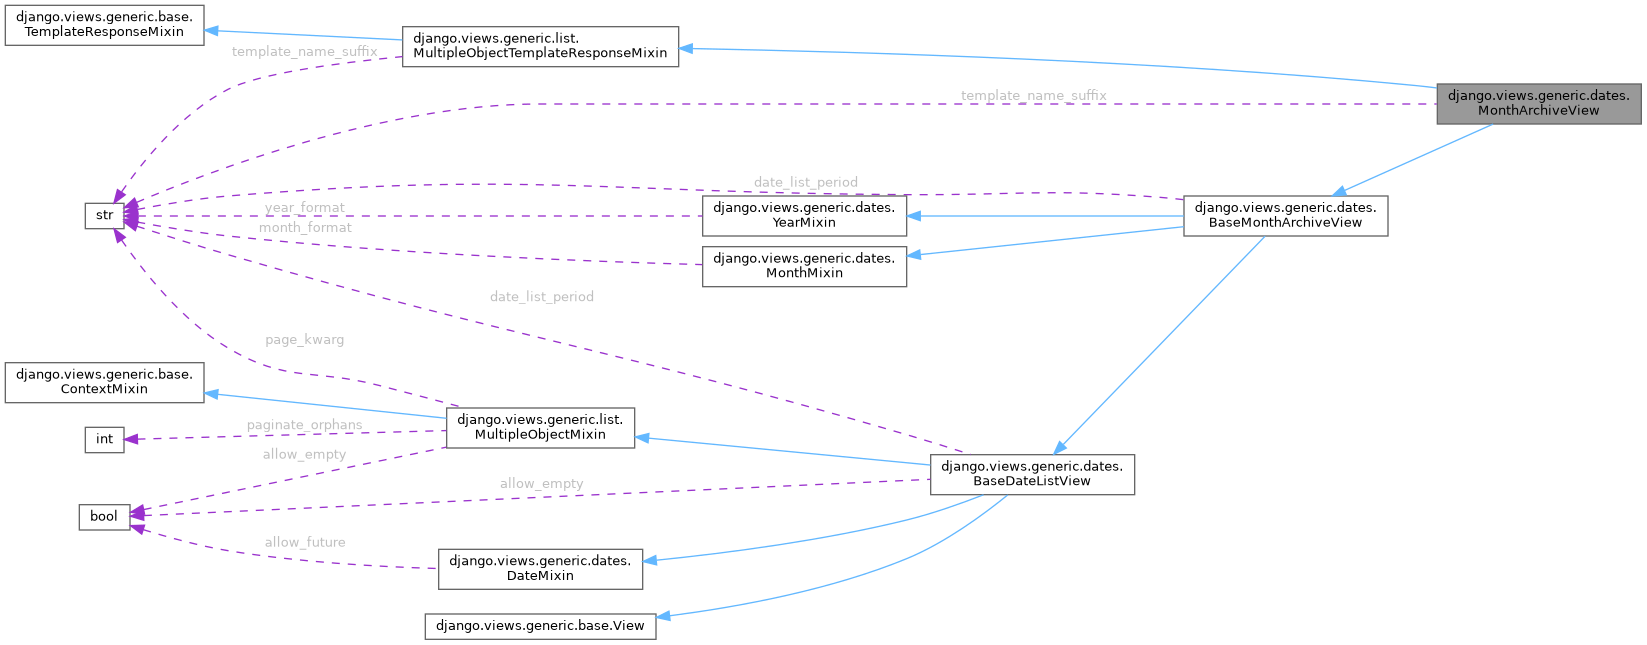 django.views.generic.base.
TemplateResponseMixin
django.views.generic.list.
MultipleObjectTemplateResponseMixin
template_name_suffix
template_name_suffix
django.views.generic.dates.
MonthArchiveView
date_list_period
str
year_format
month_format
django.views.generic.dates.
YearMixin
django.views.generic.dates.
BaseMonthArchiveView
django.views.generic.dates.
MonthMixin
date_list_period
page_kwarg
django.views.generic.base.
ContextMixin
django.views.generic.list.
MultipleObjectMixin
paginate_orphans
int
allow_empty
django.views.generic.dates.
BaseDateListView
allow_empty
bool
allow_future
django.views.generic.dates.
DateMixin
django.views.generic.base.View